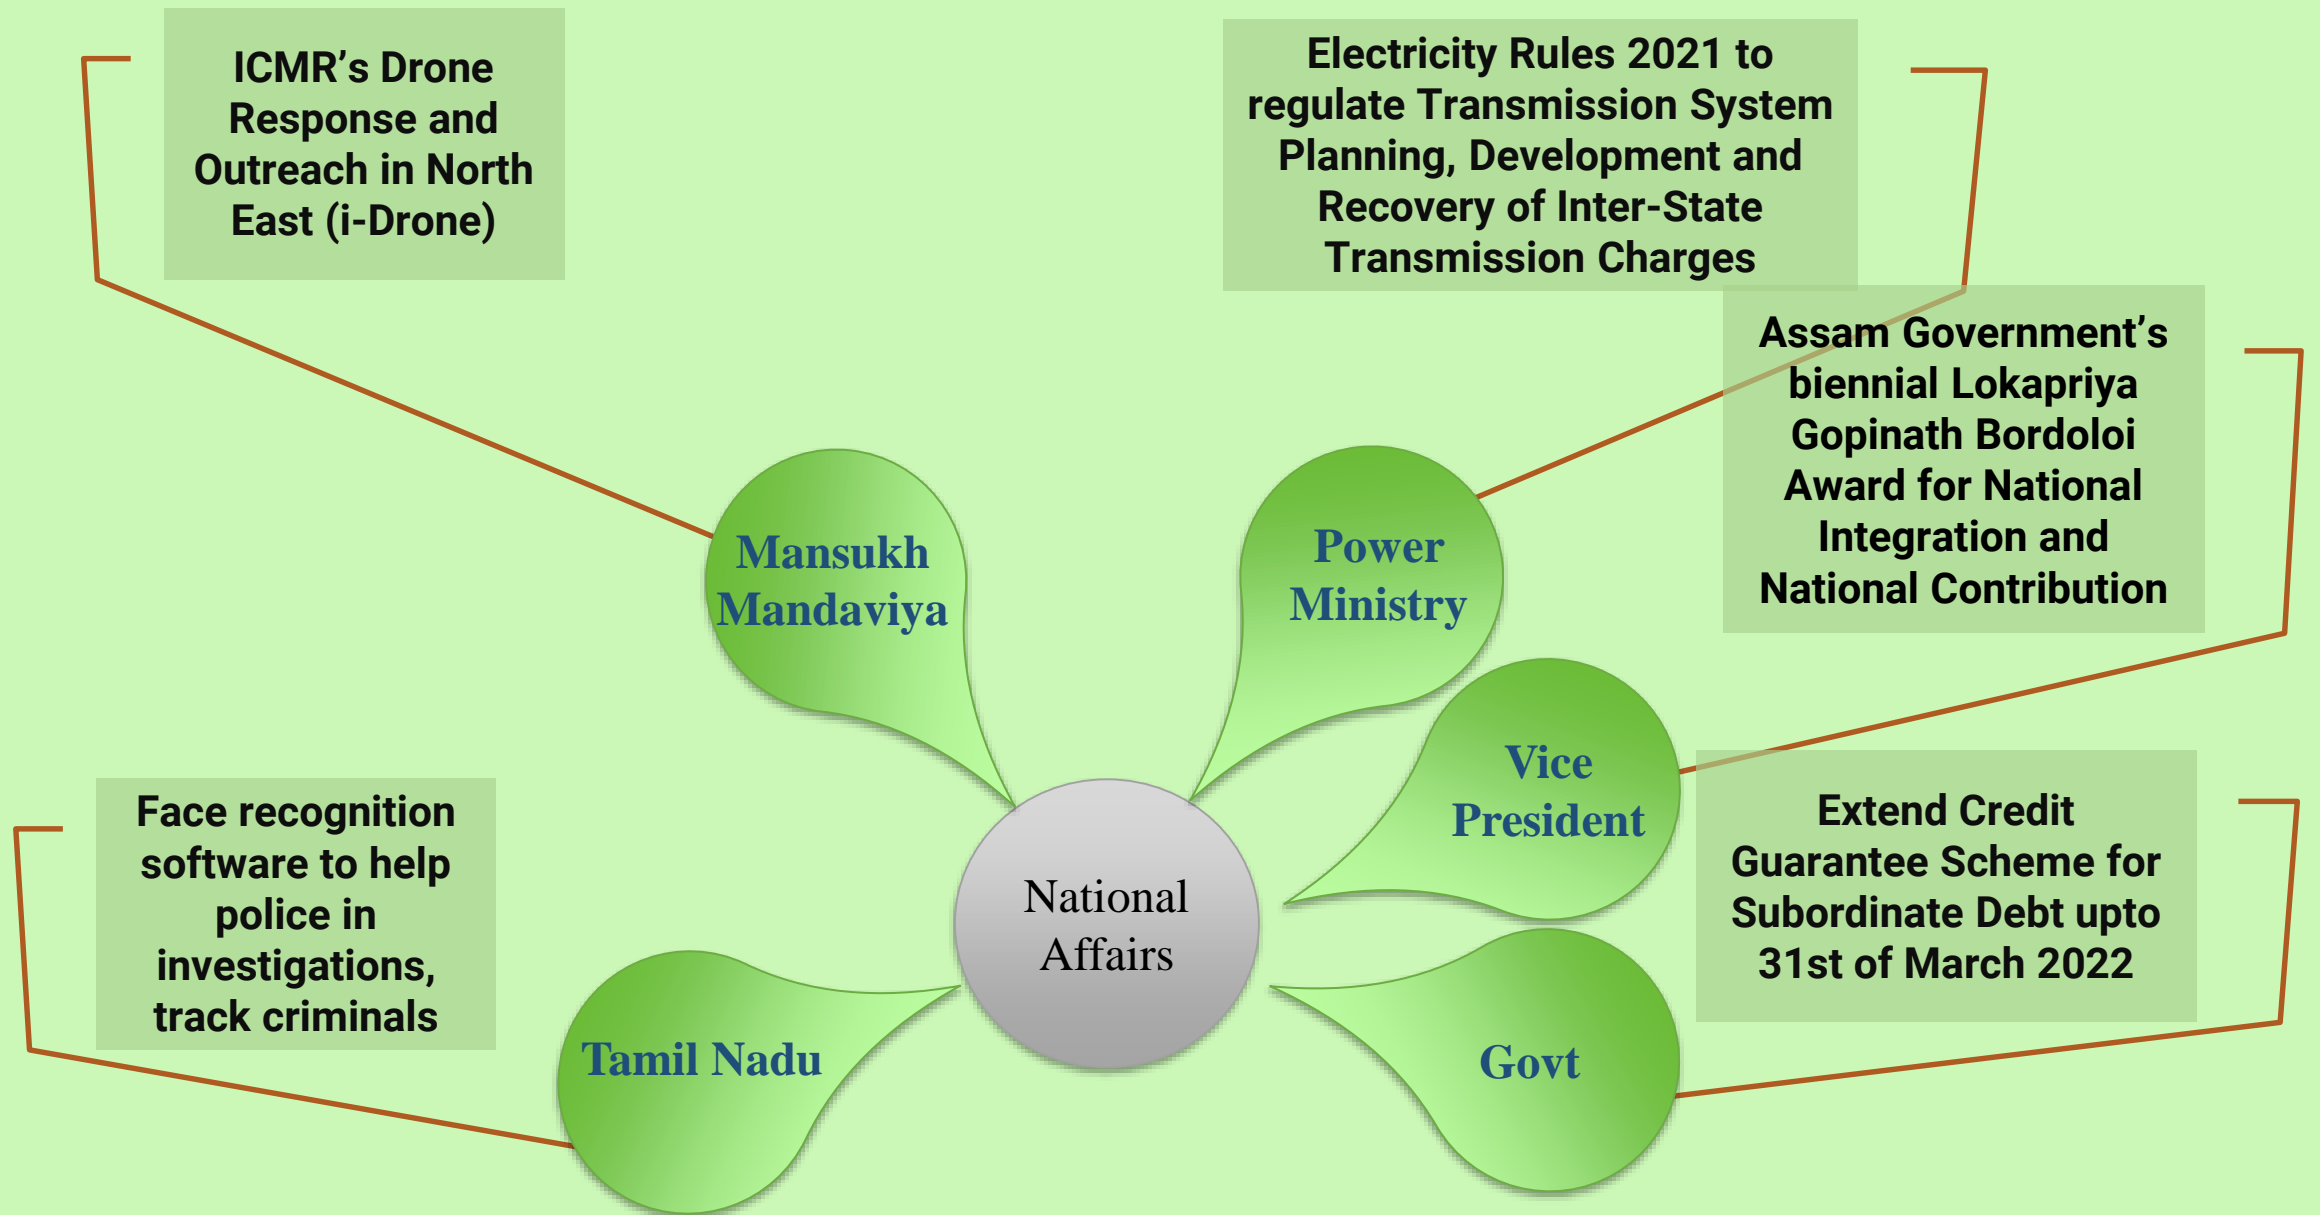 ICMR’s Drone
Response and
Outreach in North
East (i-Drone)
Electricity Rules 2021 to
regulate Transmission System
Planning, Development and
Recovery of Inter-State
Transmission Charges
Assam Government’s
biennial Lokapriya
Gopinath Bordoloi
Award for National
Integration and
National Contribution
Mansukh
Mandaviya
Power
Ministry
Vice
President
Extend Credit
Guarantee Scheme for
Subordinate Debt upto
31st of March 2022
Face recognition
software to help
police in
investigations,
track criminals
National
Affairs
Tamil Nadu
Govt